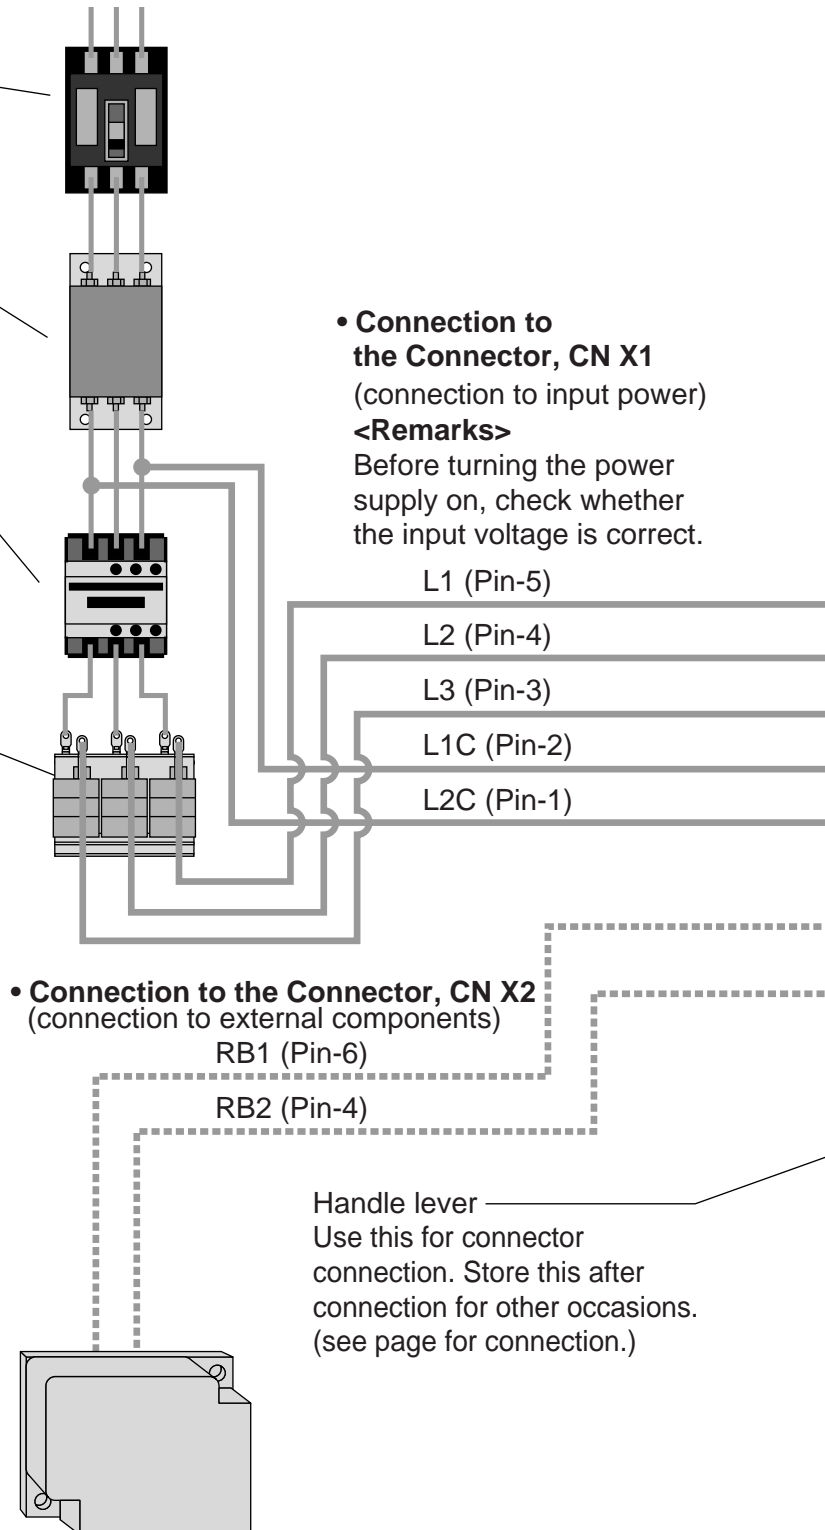 • Connection to
the Connector, CN X1
(connection to input power)
<Remarks>
Before turning the power
supply on, check whether
the input voltage is correct.
L1 (Pin-5)
L2 (Pin-4)
L3 (Pin-3)
L1C (Pin-2)
L2C (Pin-1)
• Connection to the Connector, CN X2
(connection to external components)
RB1 (Pin-6)
RB2 (Pin-4)
Handle lever
Use this for connector
connection. Store this after
connection for other occasions.
(see page for connection.)